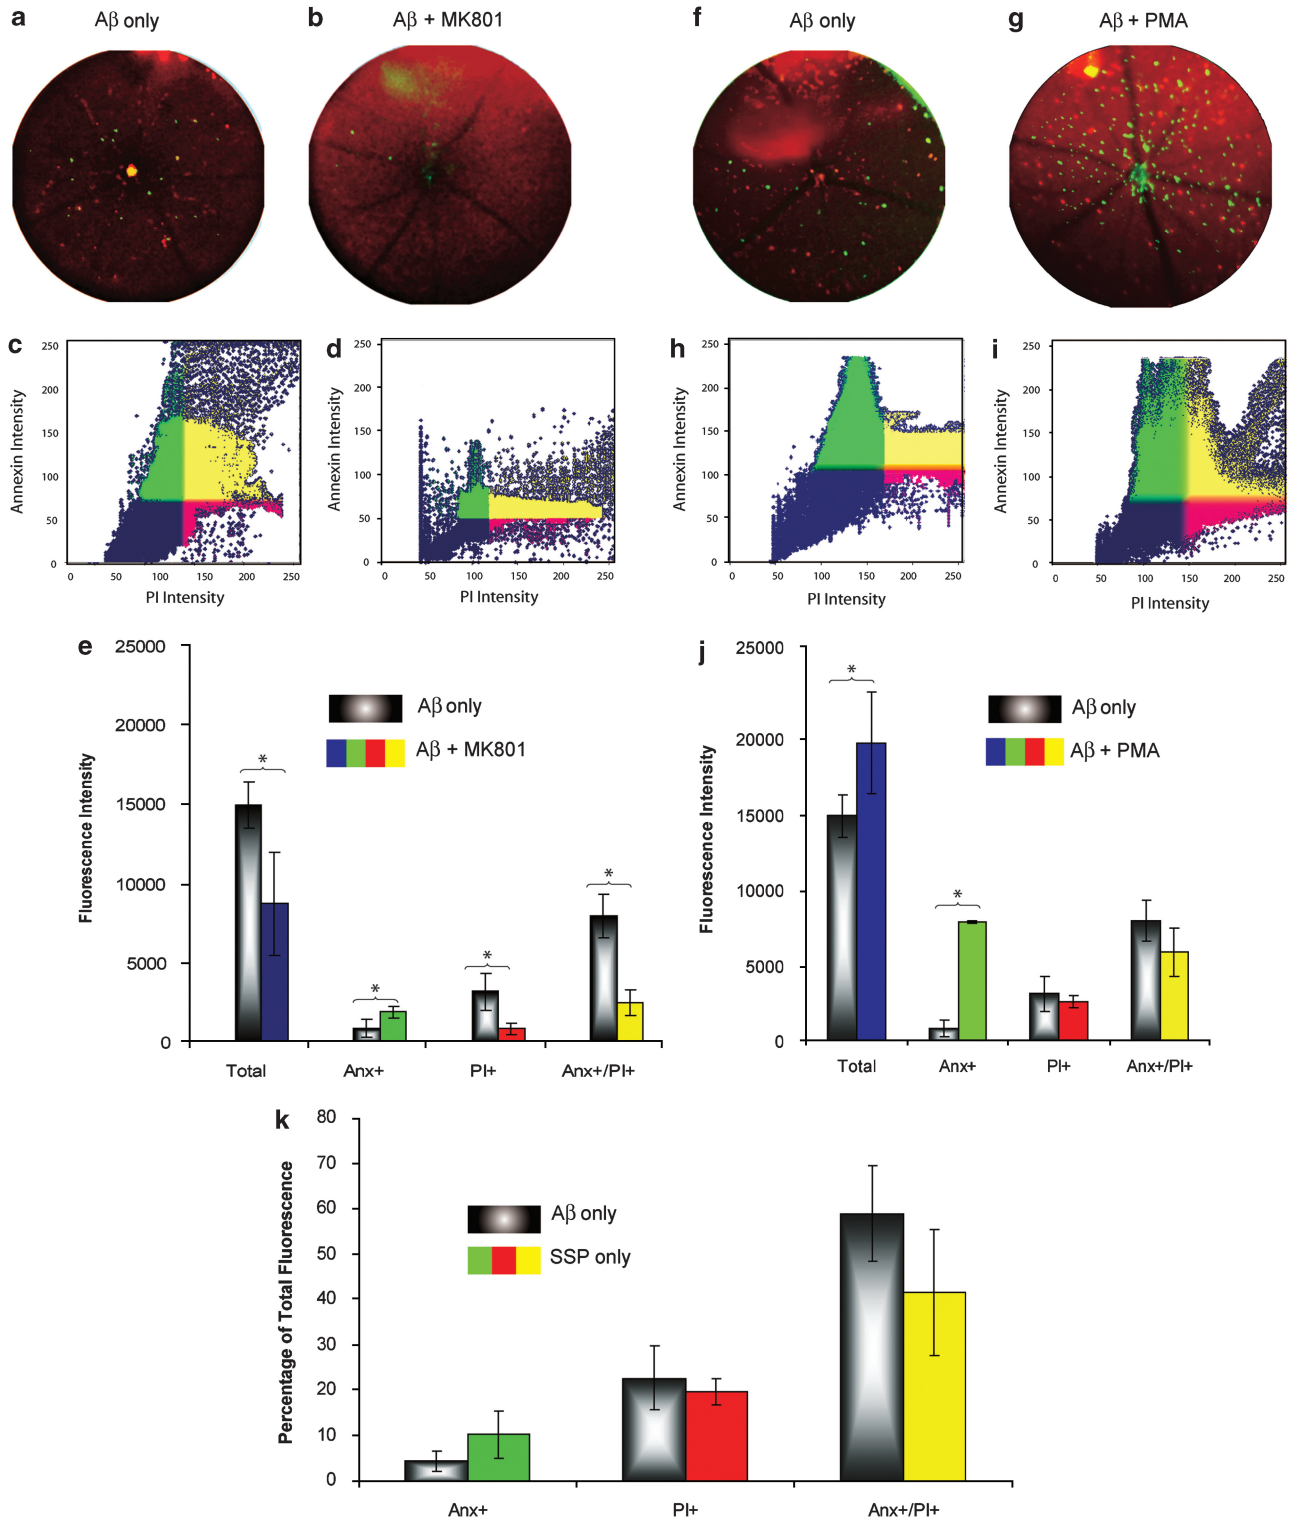 a Aβ only b Aβ + MK801 f Aβ only g Aβ + PMA
c
Annexin Intensity
250
200
150
100
50
0
0 50 100 150 200 250
PI Intensity
d
Annexin Intensity
250
200
150
100
50
0
0 50 100 150 200 250
PI Intensity
h
Annexin Intensity
250
200
150
100
50
0
0 50 100 150 200 250
PI Intensity
i
Annexin Intensity
250
200
150
100
50
0
0 50 100 150 200 250
PI Intensity
e
Fluorescence Intensity
25000
20000
15000
10000
5000
0
Aβ only
Aβ + MK801
*
*
*
*
Total Anx+ PI+ Anx+/PI+
j
Fluorescence Intensity
25000
20000
15000
10000
5000
0
Aβ only
Aβ + PMA
*
*
Total Anx+ PI+ Anx+/PI+
k
Percentage of Total Fluorescence
80
70
60
50
40
30
20
10
0
Aβ only
SSP only
Anx+ PI+ Anx+/PI+